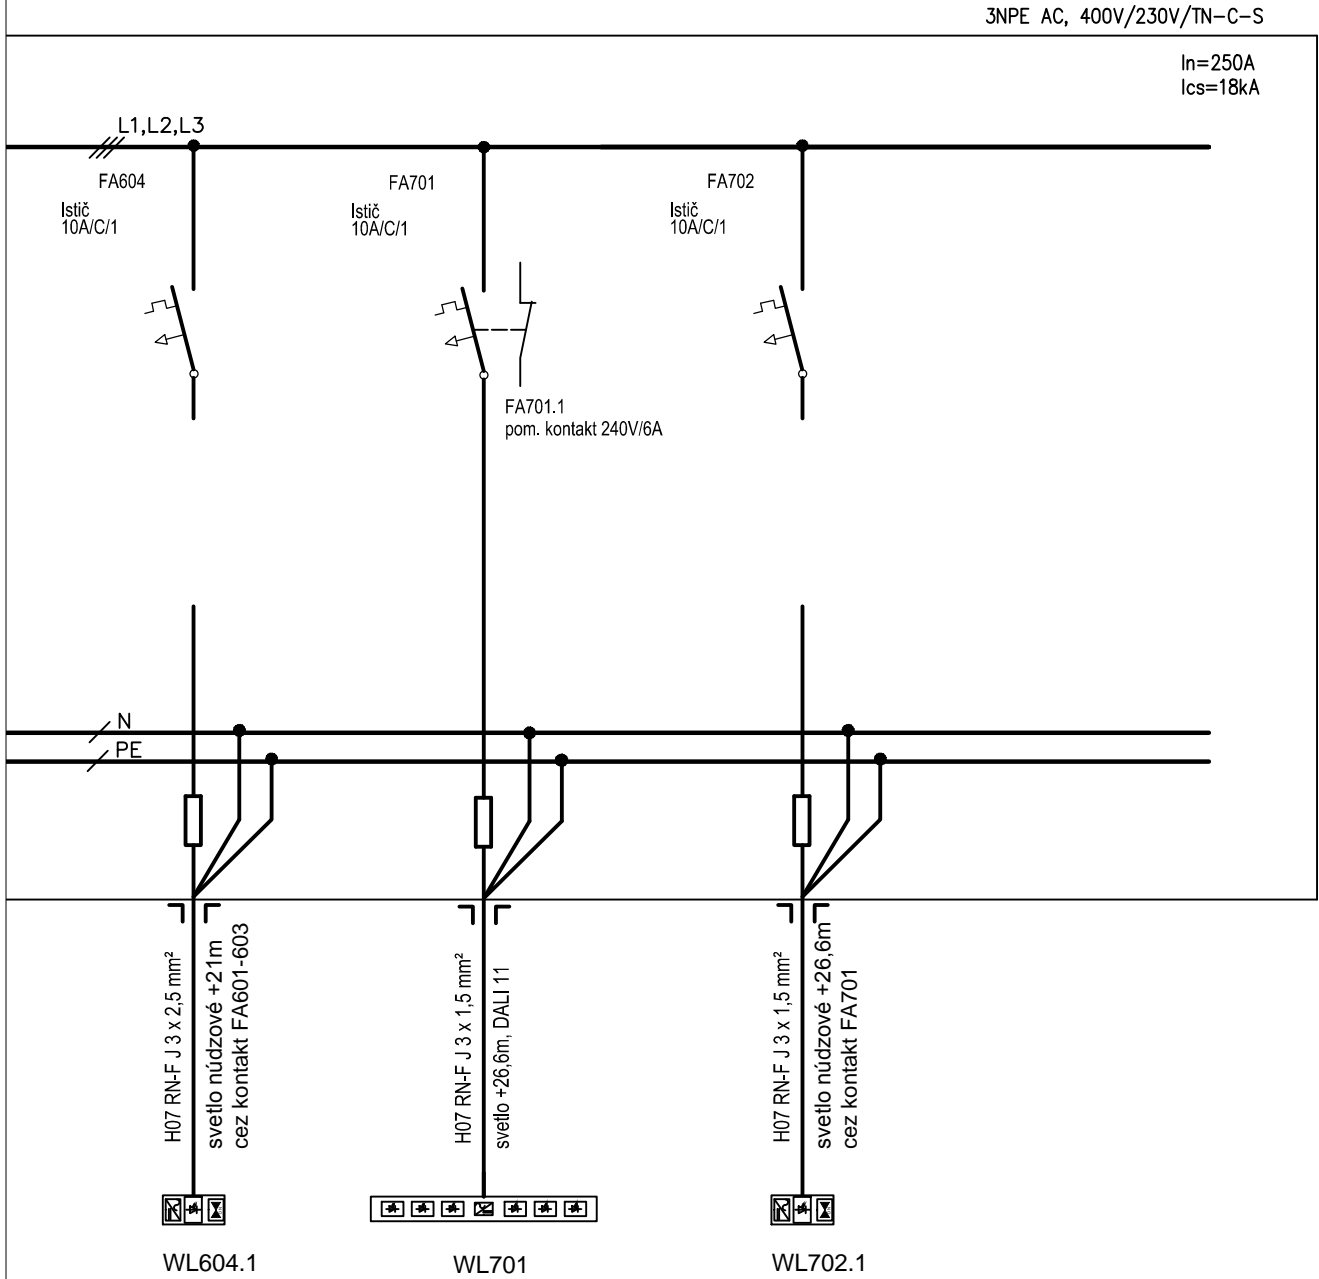 3NPE AC, 400V/230V/TN-C-S
In=250A
Ics=18kA
L1,L2,L3
FA604
Istič
10A/C/1
FA701
Istič
10A/C/1
FA702
Istič
10A/C/1
FA701.1
pom. kontakt 240V/6A
N
PE
H07 RN-F J 3 x 2,5 mm²
svetlo núdzové +21m
cez kontakt FA601-603
H07 RN-F J 3 x 1,5 mm²
svetlo +26,6m, DALI 11
H07 RN-F J 3 x 1,5 mm²
svetlo núdzové +26,6m
cez kontakt FA701
WL604.1
WL701
WL702.1